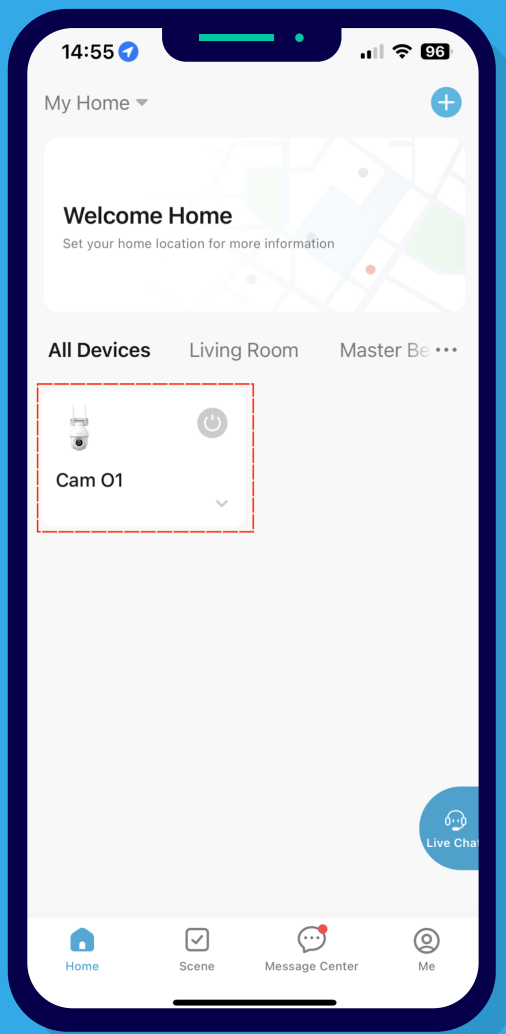 14:55
96
My Home
Welcome Home
Set your home location for more information
All Devices Living Room Master Be
Cam 01
Live Chat
Home Scene Message Center Me